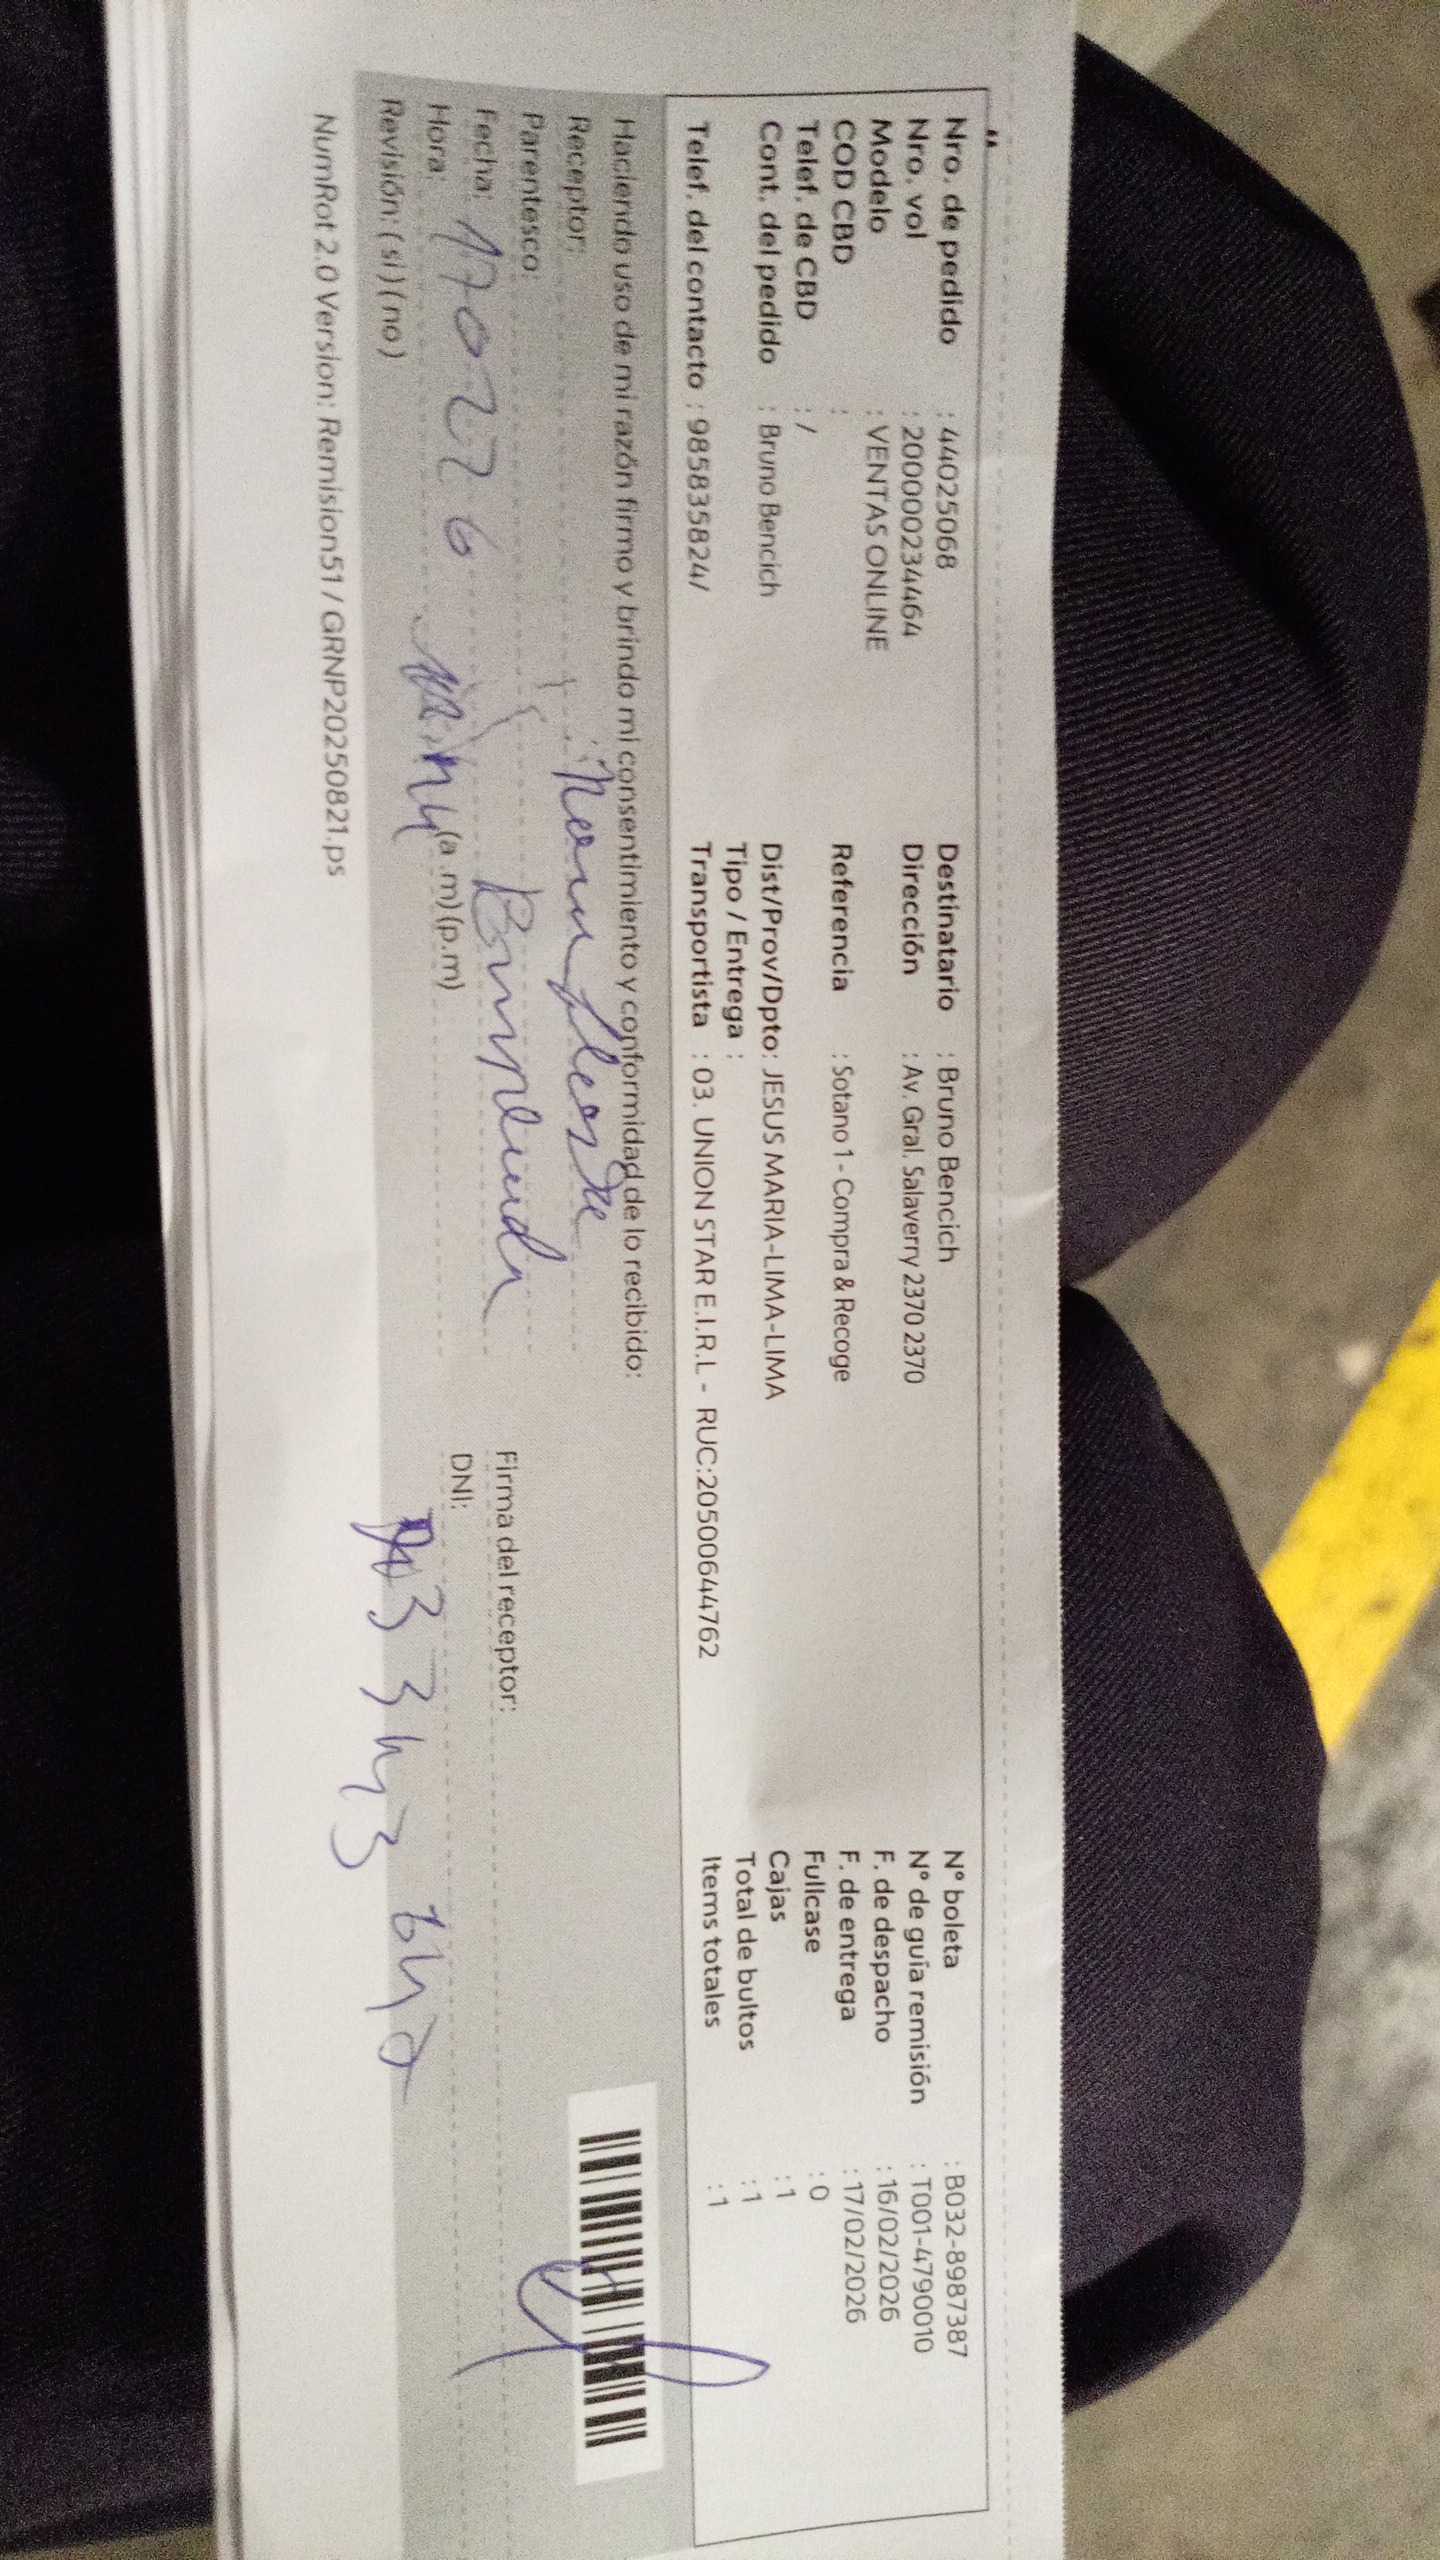 Nro. de pedido : 44025068
Nro. vol : 200000234464
Modelo : VENTAS ONLINE
COD CBD :
Telef. de CBD : /
Cont. del pedido : Bruno Bencich
Telef. del contacto : 985835824/
Destinatario : Bruno Bencich
Dirección : Av. Gral. Salaverry 2370 2370
Referencia : Sotano 1 - Compra & Recoge
Dist/Prov/Dpto: JESUS MARIA-LIMA-LIMA
Tipo / Entrega :
Transportista : 03. UNION STAR E.I.R.L - RUC:20500644762
N° boleta : B032-8987387
N° de guía remisión : T001-4790010
F. de despacho : 16/02/2026
F. de entrega : 17/02/2026
Fullcase : 0
Cajas : 1
Total de bultos : 1
Items totales : 1
Haciendo uso de mi razón firmo y brindo mi consentimiento y conformidad de lo recibido:
Receptor:
Parentesco:
Fecha: 170226
Hora: (a.m) (p.m)
Revisión: ( si ) ( no )
Firma del receptor:
DNI:
NumRot 2.0 Version: Remision51 / GRNP20250821.ps